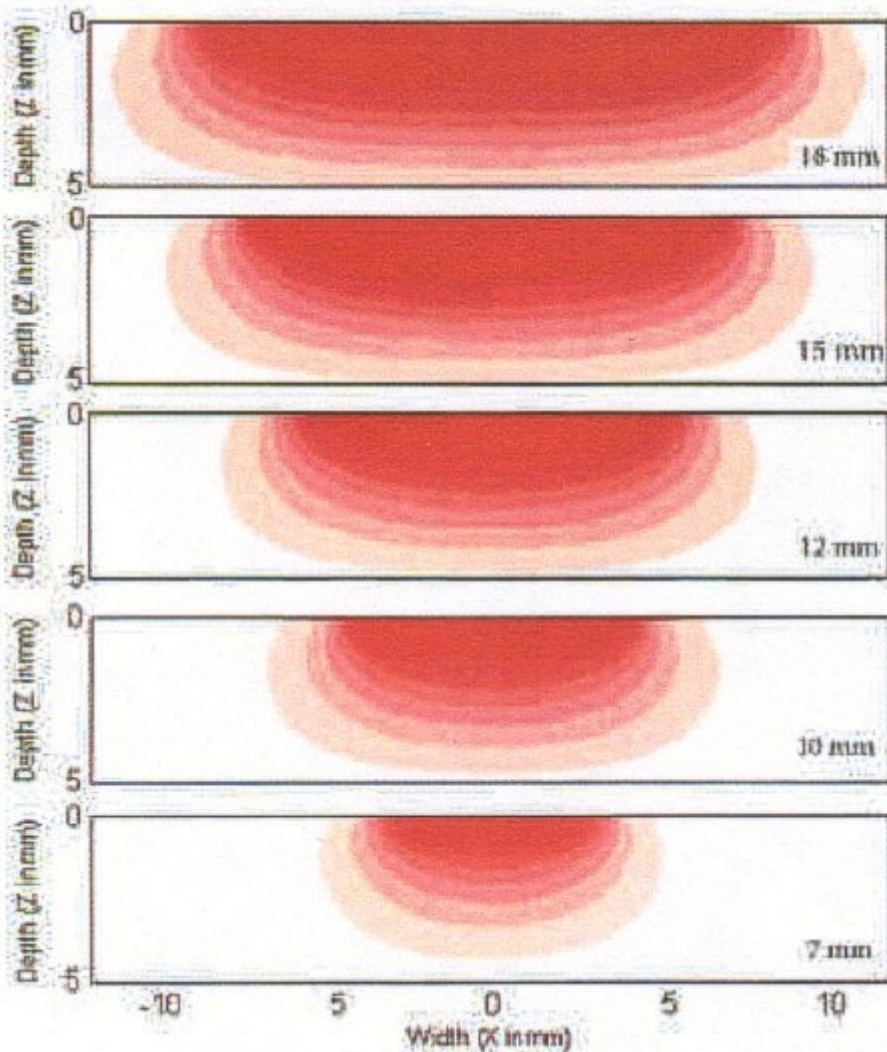 0
Depth (Z in mm)
18 mm
5
0
Depth (Z in mm)
15 mm
5
0
Depth (Z in mm)
12 mm
5
0
Depth (Z in mm)
10 mm
5
0
Depth (Z in mm)
7 mm
5
-10 5 0 5 10
Width (X in mm)